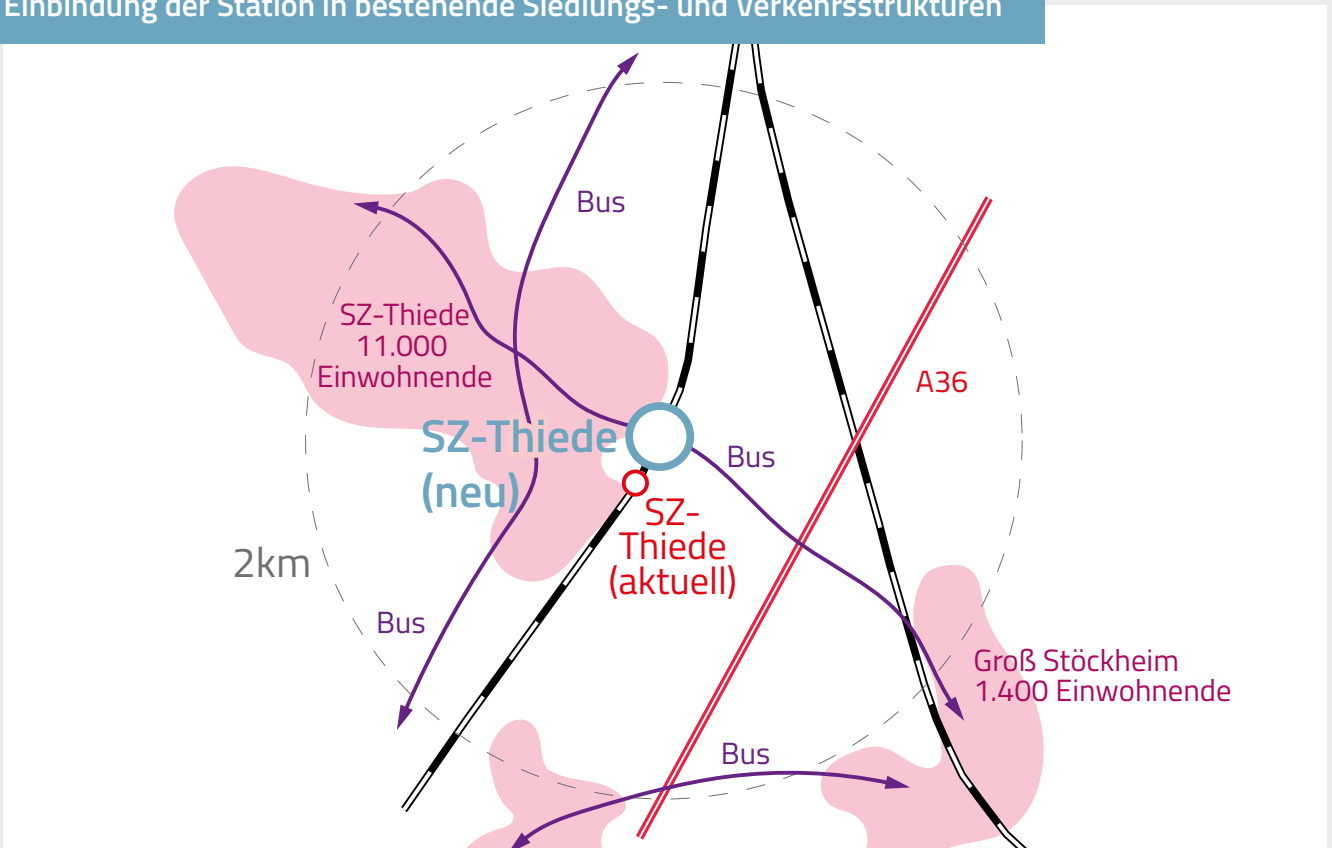 Einbindung der Station in bestehende Siedlungs- und Verkehrsstrukturen
Bus
SZ-Thiede
11.000
Einwohnende
A36
SZ-Thiede
(neu)
Bus
SZ-
Thiede
(aktuell)
2km
Bus
Groß Stöckheim
1.400 Einwohnende
Bus